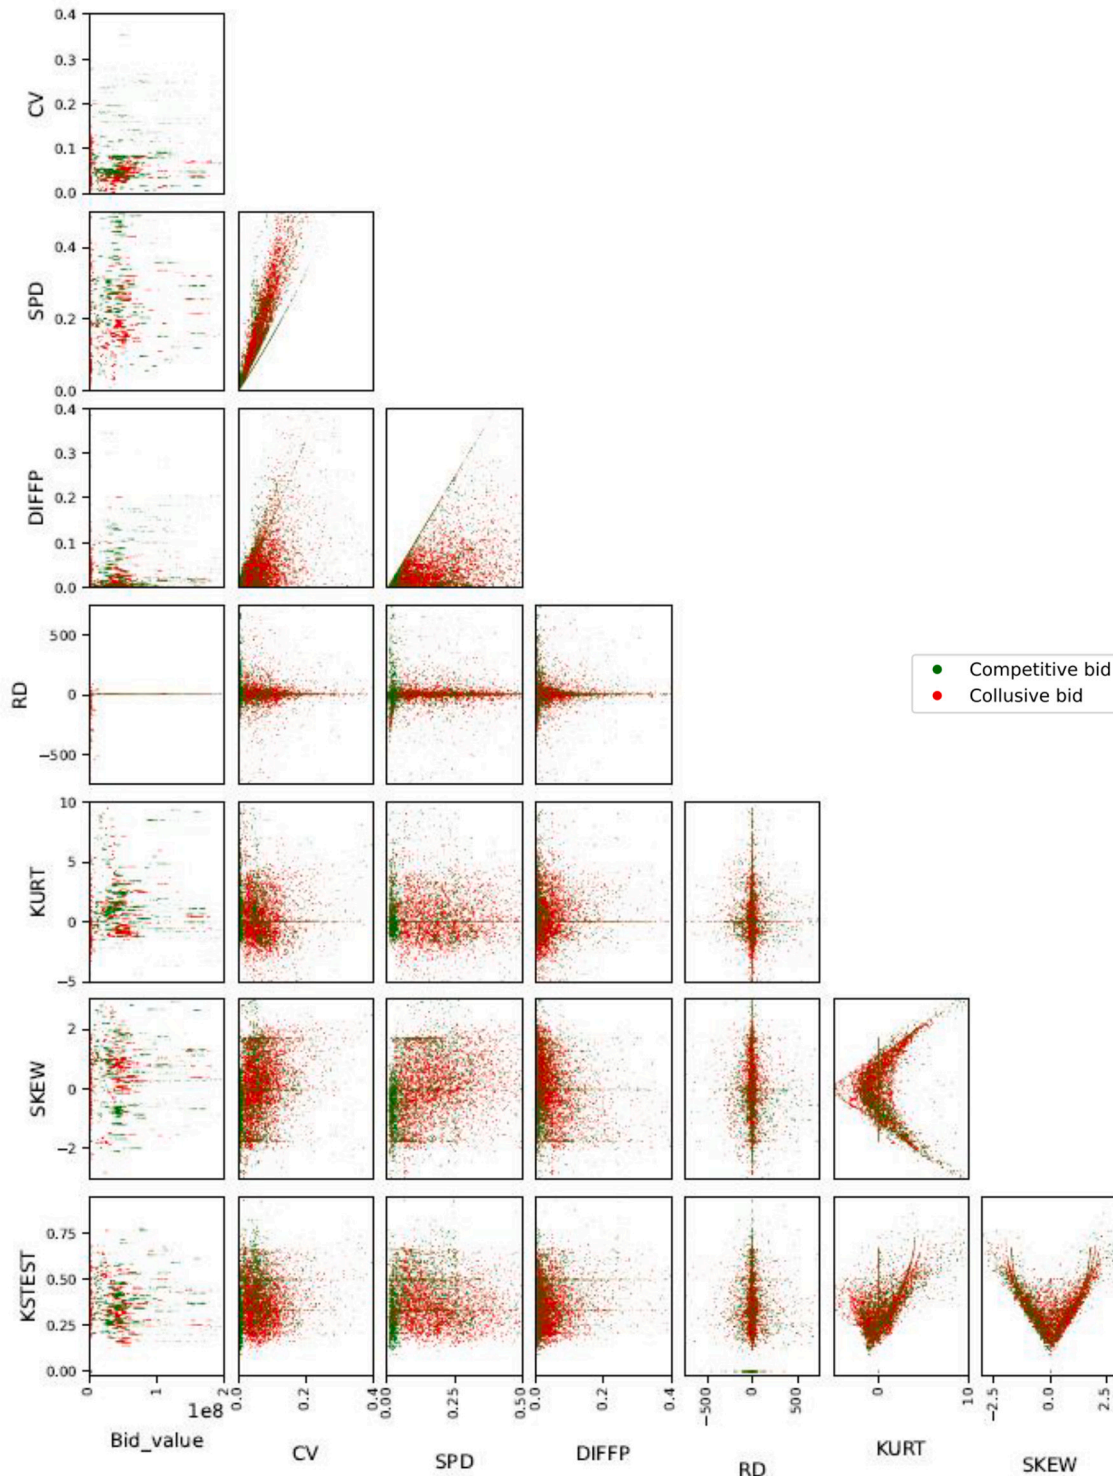 0.4
0.3
0.2
0.1
0.0
CV
0.4
0.2
0.0
SPD
0.4
0.3
0.2
0.1
0.0
DIFFP
500
0
−500
RD
Competitive bid
Collusive bid
10
5
0
−5
KURT
2
0
−2
SKEW
0.75
0.50
0.25
0.00
KSTEST
0 1 2
1e8
0.0 0.2 0.4
0.00 0.25 0.50
0.0 0.2 0.4
−500 0 500
0 10
−2.5 0.0 2.5
Bid_value
CV
SPD
DIFFP
RD
KURT
SKEW